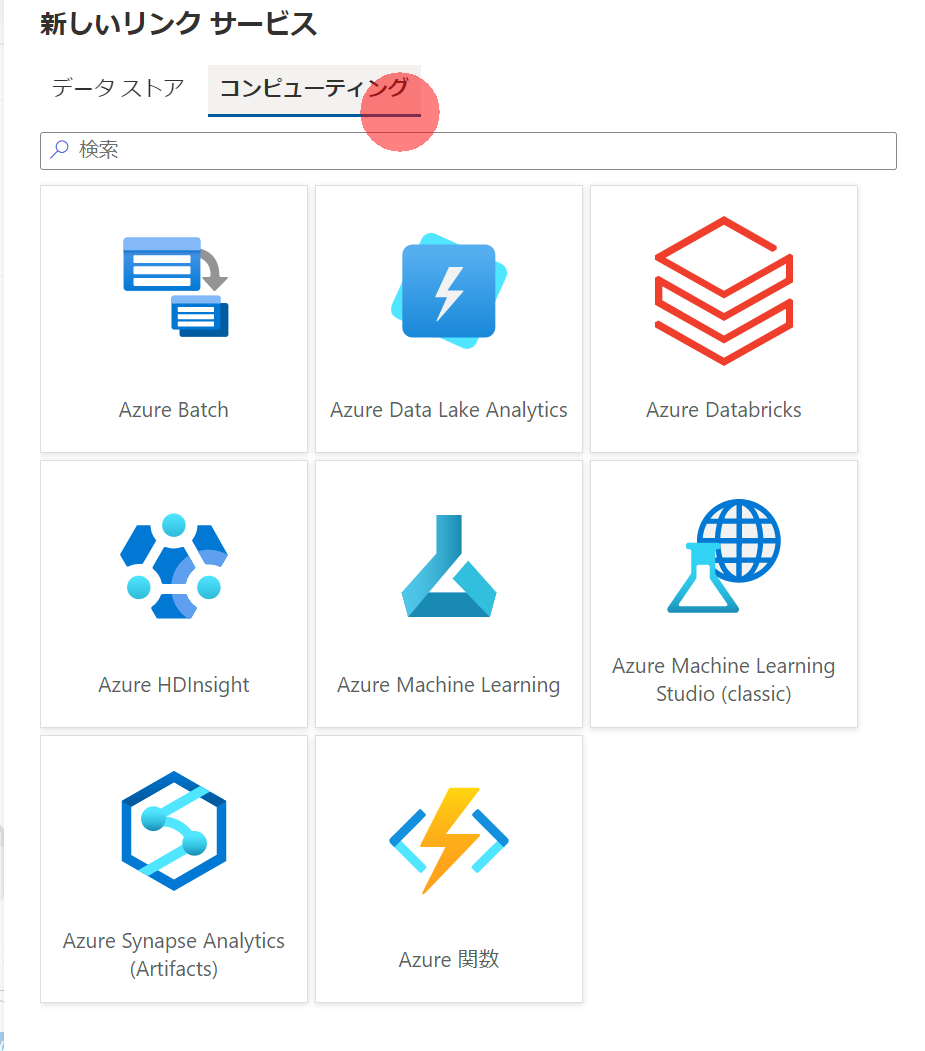 新しいリンク サービス
データ ストア
コンピューティング
検索
Azure Batch
Azure Data Lake Analytics
Azure Databricks
Azure HDInsight
Azure Machine Learning
Azure Machine Learning
Studio (classic)
Azure Synapse Analytics
(Artifacts)
Azure 関数